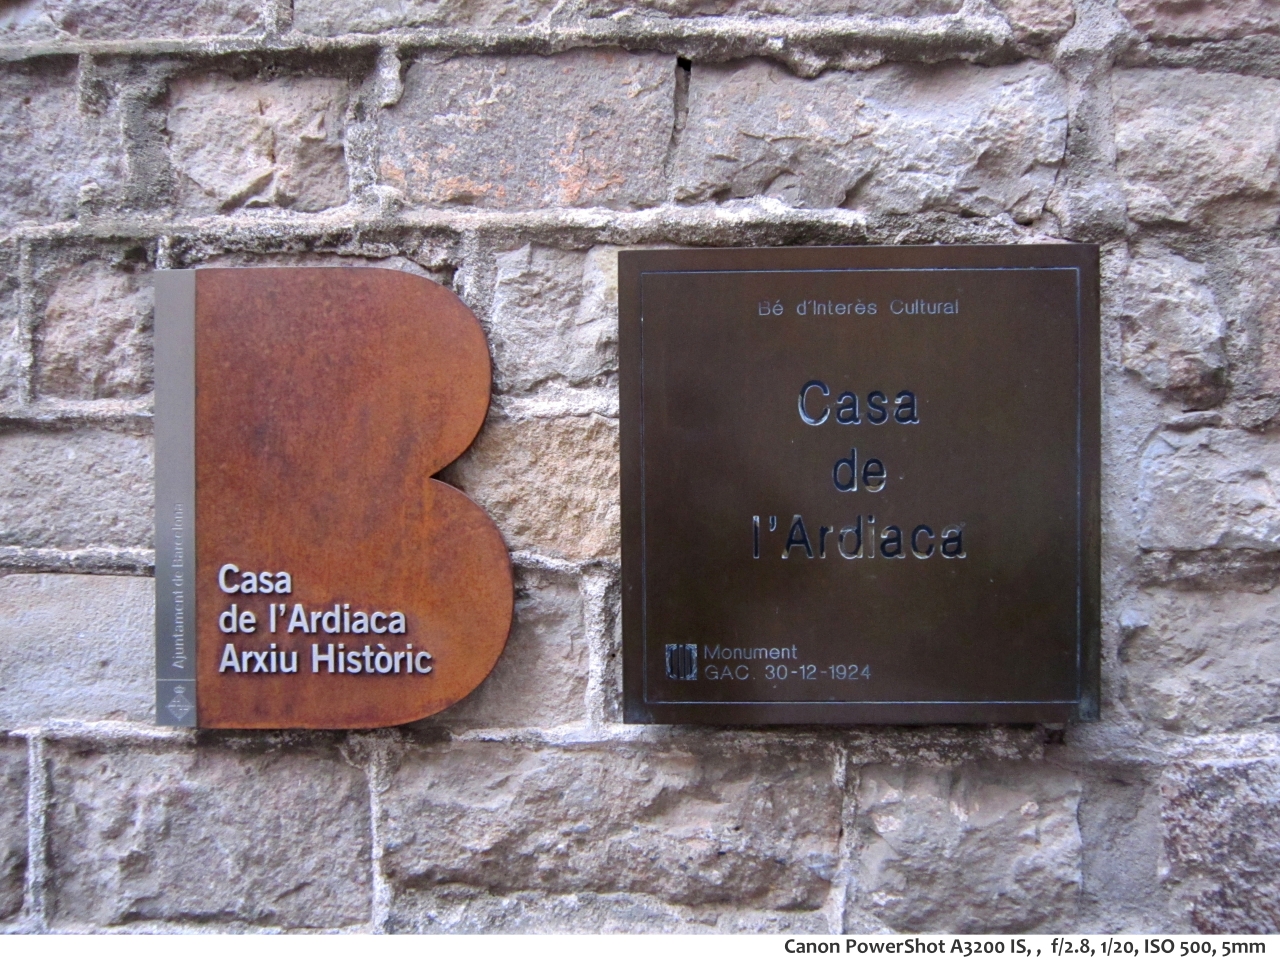 Ajuntament de Barcelona
Casa
de l'Ardiaca
Arxiu Històric
Bé d'Interès Cultural
Casa
de
l'Ardiaca
Monument
GAC. 30-12-1924
Canon PowerShot A3200 IS, , f/2.8, 1/20, ISO 500, 5mm